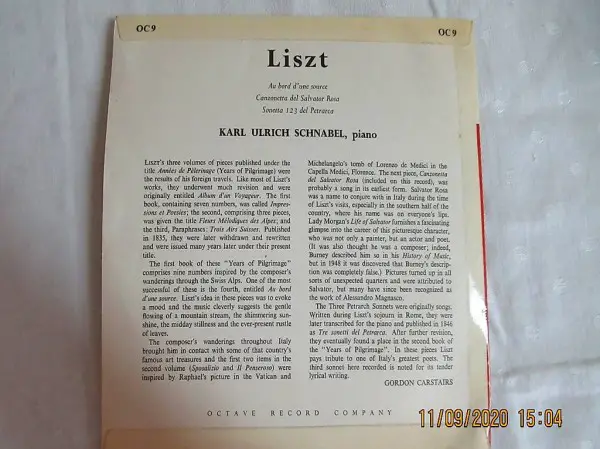 OC9 OC9
Liszt
Au bord d'une source
Canzonetta del Salvator Rosa
Sonetta 123 del Petrarca
KARL ULRICH SCHNABEL, piano
Liszt's three volumes of pieces published under the
title Années de Pèlerinage (Years of Pilgrimage) were
the results of his foreign travels. Like most of Liszt's
works, they underwent much revision and were
originally entitled Album d'un Voyageur. The first
book, containing seven numbers, was called Impres-
sions et Poesies; the second, comprising three pieces,
was given the title Fleurs Mélodiques des Alpes; and
the third, Paraphrases: Trois Airs Suisses. Published
in 1835, they were later withdrawn and rewritten
and were issued many years later under their present
title.
The first book of these "Years of Pilgrimage"
comprises nine numbers inspired by the composer's
wanderings through the Swiss Alps. One of the most
successful of these is the fourth, entitled Au bord
d'une source. Liszt's idea in these pieces was to evoke
a mood and the music cleverly suggests the gentle
flowing of a mountain stream, the shimmering sun-
shine, the midday stillness and the ever-present rustle
of leaves.
The composer's wanderings throughout Italy
brought him in contact with some of that country's
famous art treasures and the first two items in the
second volume (Sposalizio and Il Penseroso) were
inspired by Raphael's picture in the Vatican and
Michelangelo's tomb of Lorenzo de Medici in the
Capella Medici, Florence. The next piece, Canzonetta
del Salvator Rosa (included on this record), was
probably a song in its earliest form. Salvator Rosa
was a name to conjure with in Italy during the time
of Liszt's visits, especially in the southern half of the
country, where his name was on everyone's lips.
Lady Morgan's Life of Salvator furnishes a fascinating
glimpse into the career of this picturesque character,
who was not only a painter, but an actor and poet.
(It was also thought he was a composer; indeed,
Burney described him so in his History of Music,
but in 1948 it was discovered that Burney's descrip-
tion was completely false). Pictures turned up in all
sorts of unexpected quarters and were attributed to
Salvator, but many have since been recognized as
the work of Alessandro Magnasco.
The Three Petrarch Sonnets were originally songs.
Written during Liszt's sojourn in Rome, they were
later transcribed for the piano and published in 1846
as Tre sonetti del Petrarca. After further revision,
they eventually found a place in the second book of
the "Years of Pilgrimage". In these pieces Liszt
pays tribute to one of Italy's greatest poets. The
third sonnet here recorded is noted for its tender
lyrical writing.
GORDON CARSTAIRS
OCTAVE RECORD COMPANY
11/09/2020 15:04